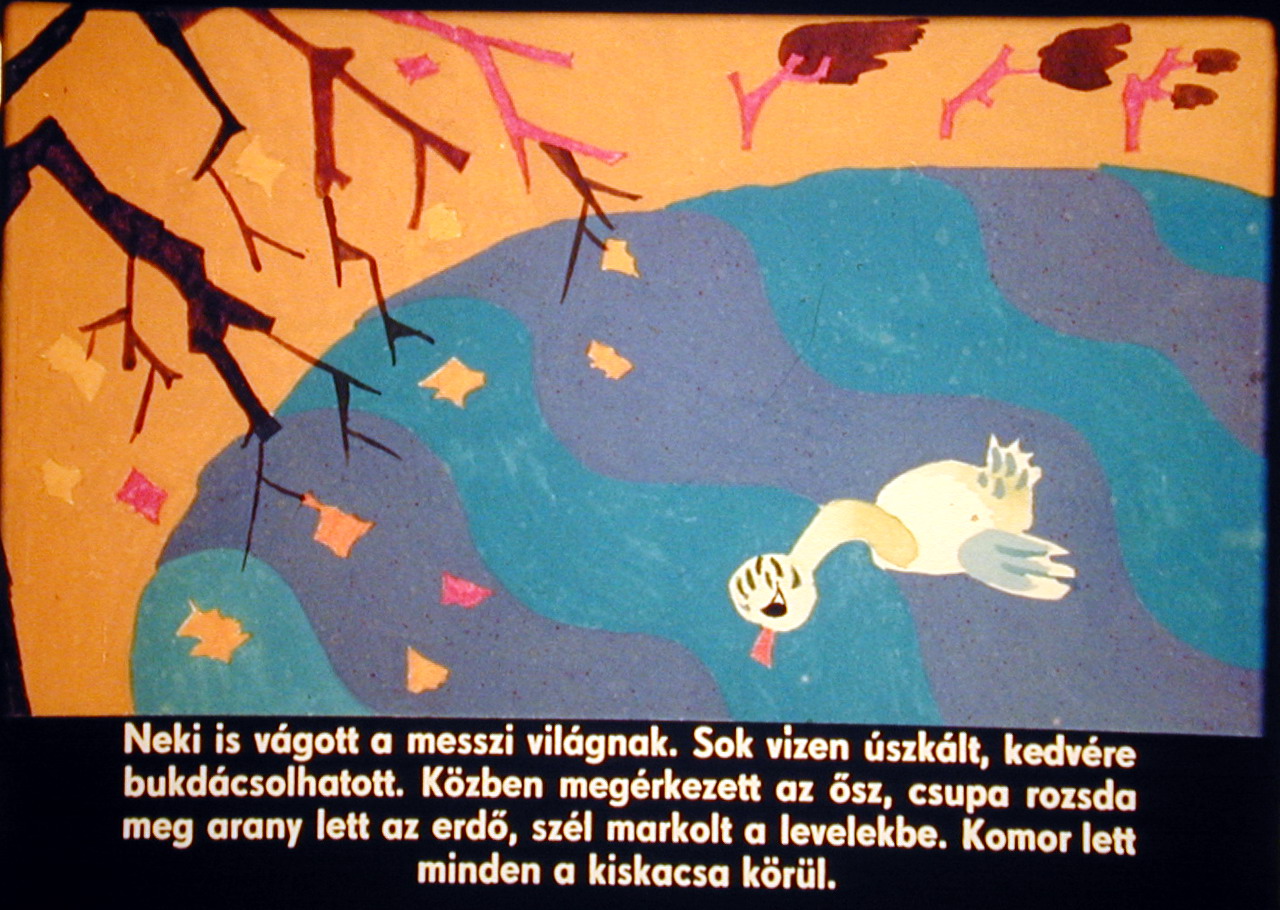 Neki is vágott a messzi világnak. Sok vizen úszkált, kedvére
bukdácsolhatott. Közben megérkezett az ősz, csupa rozsda
meg arany lett az erdő, szél markolt a levelekbe. Komor lett
minden a kiskacsa körül.